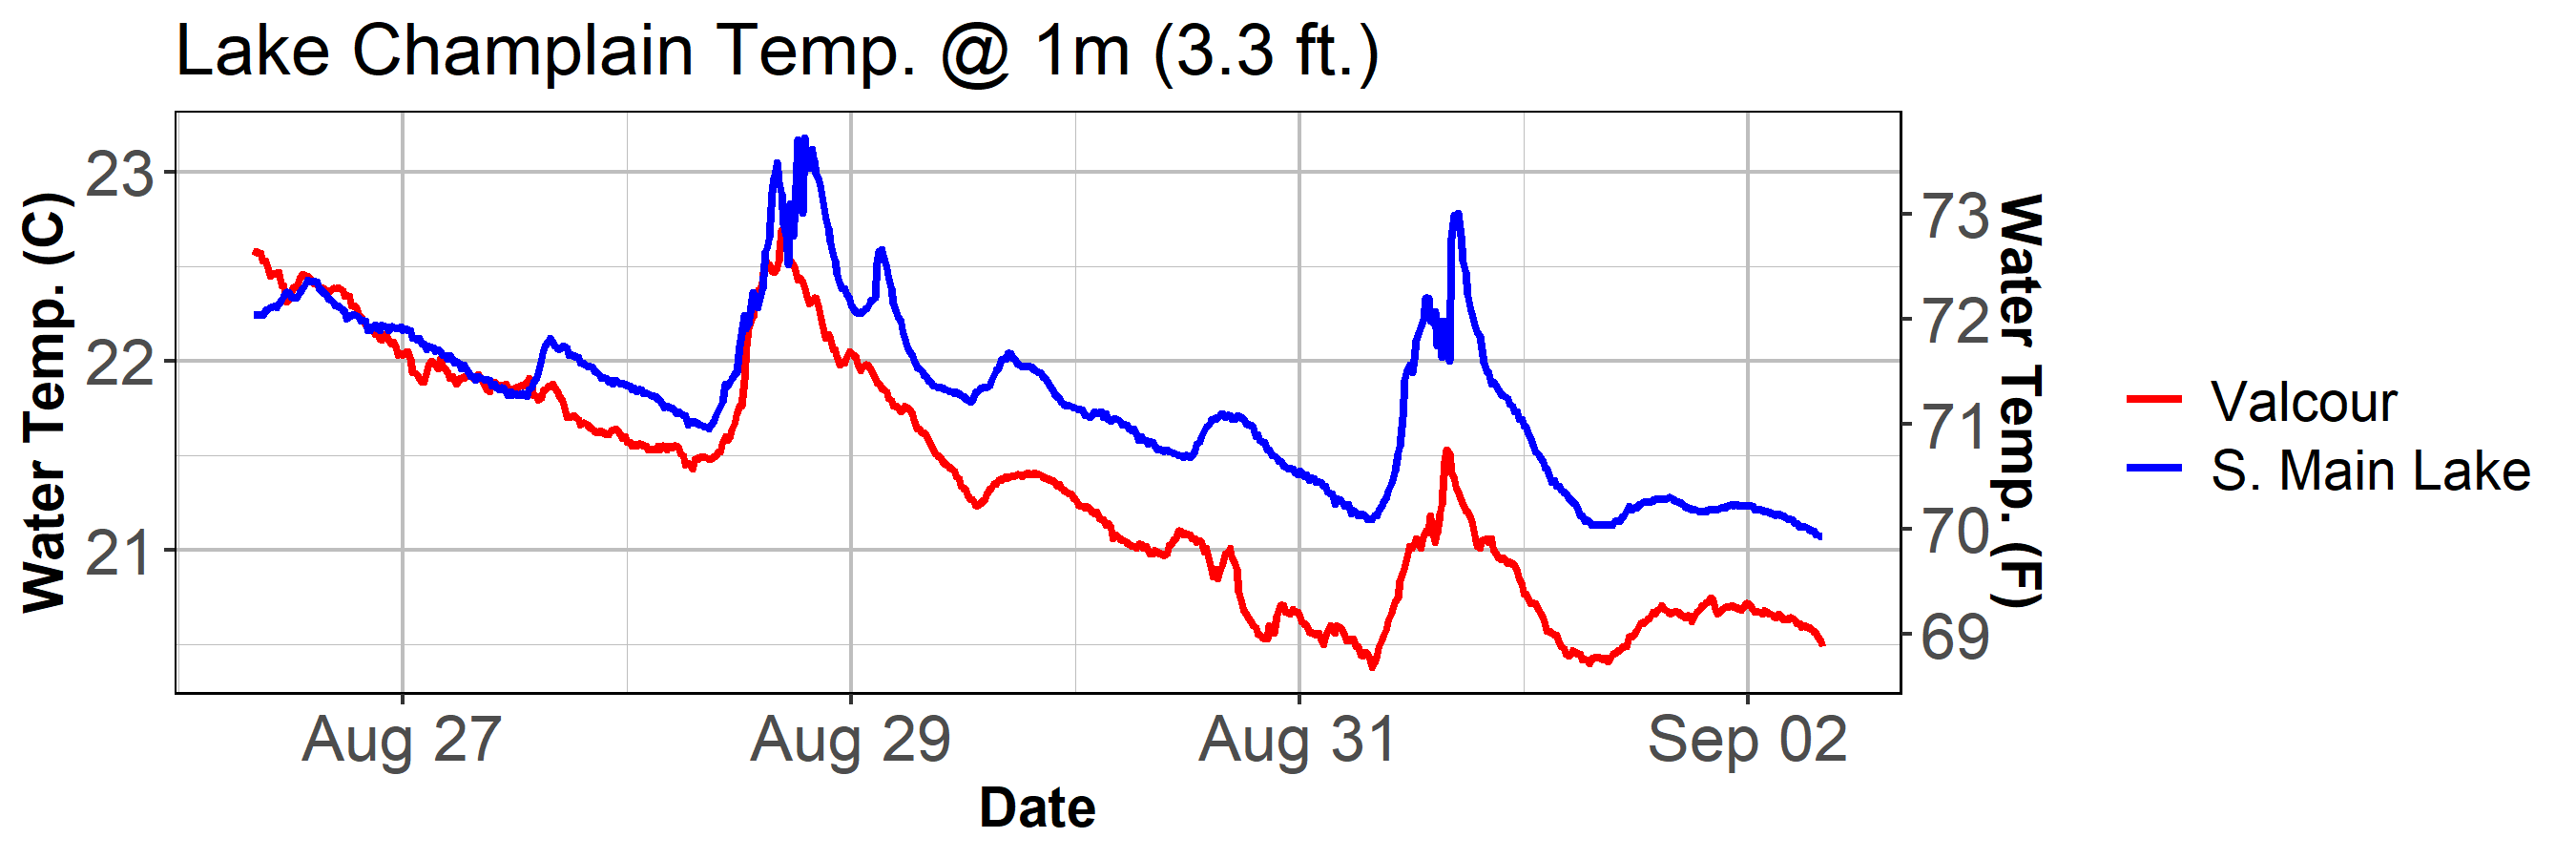 Lake Champlain Temp. @ 1m (3.3 ft.)
Water Temp. (C)
23
22
21
73
72
71
70
69
Water Temp. (F)
Aug 27
Aug 29
Aug 31
Sep 02
Date
Valcour
S. Main Lake